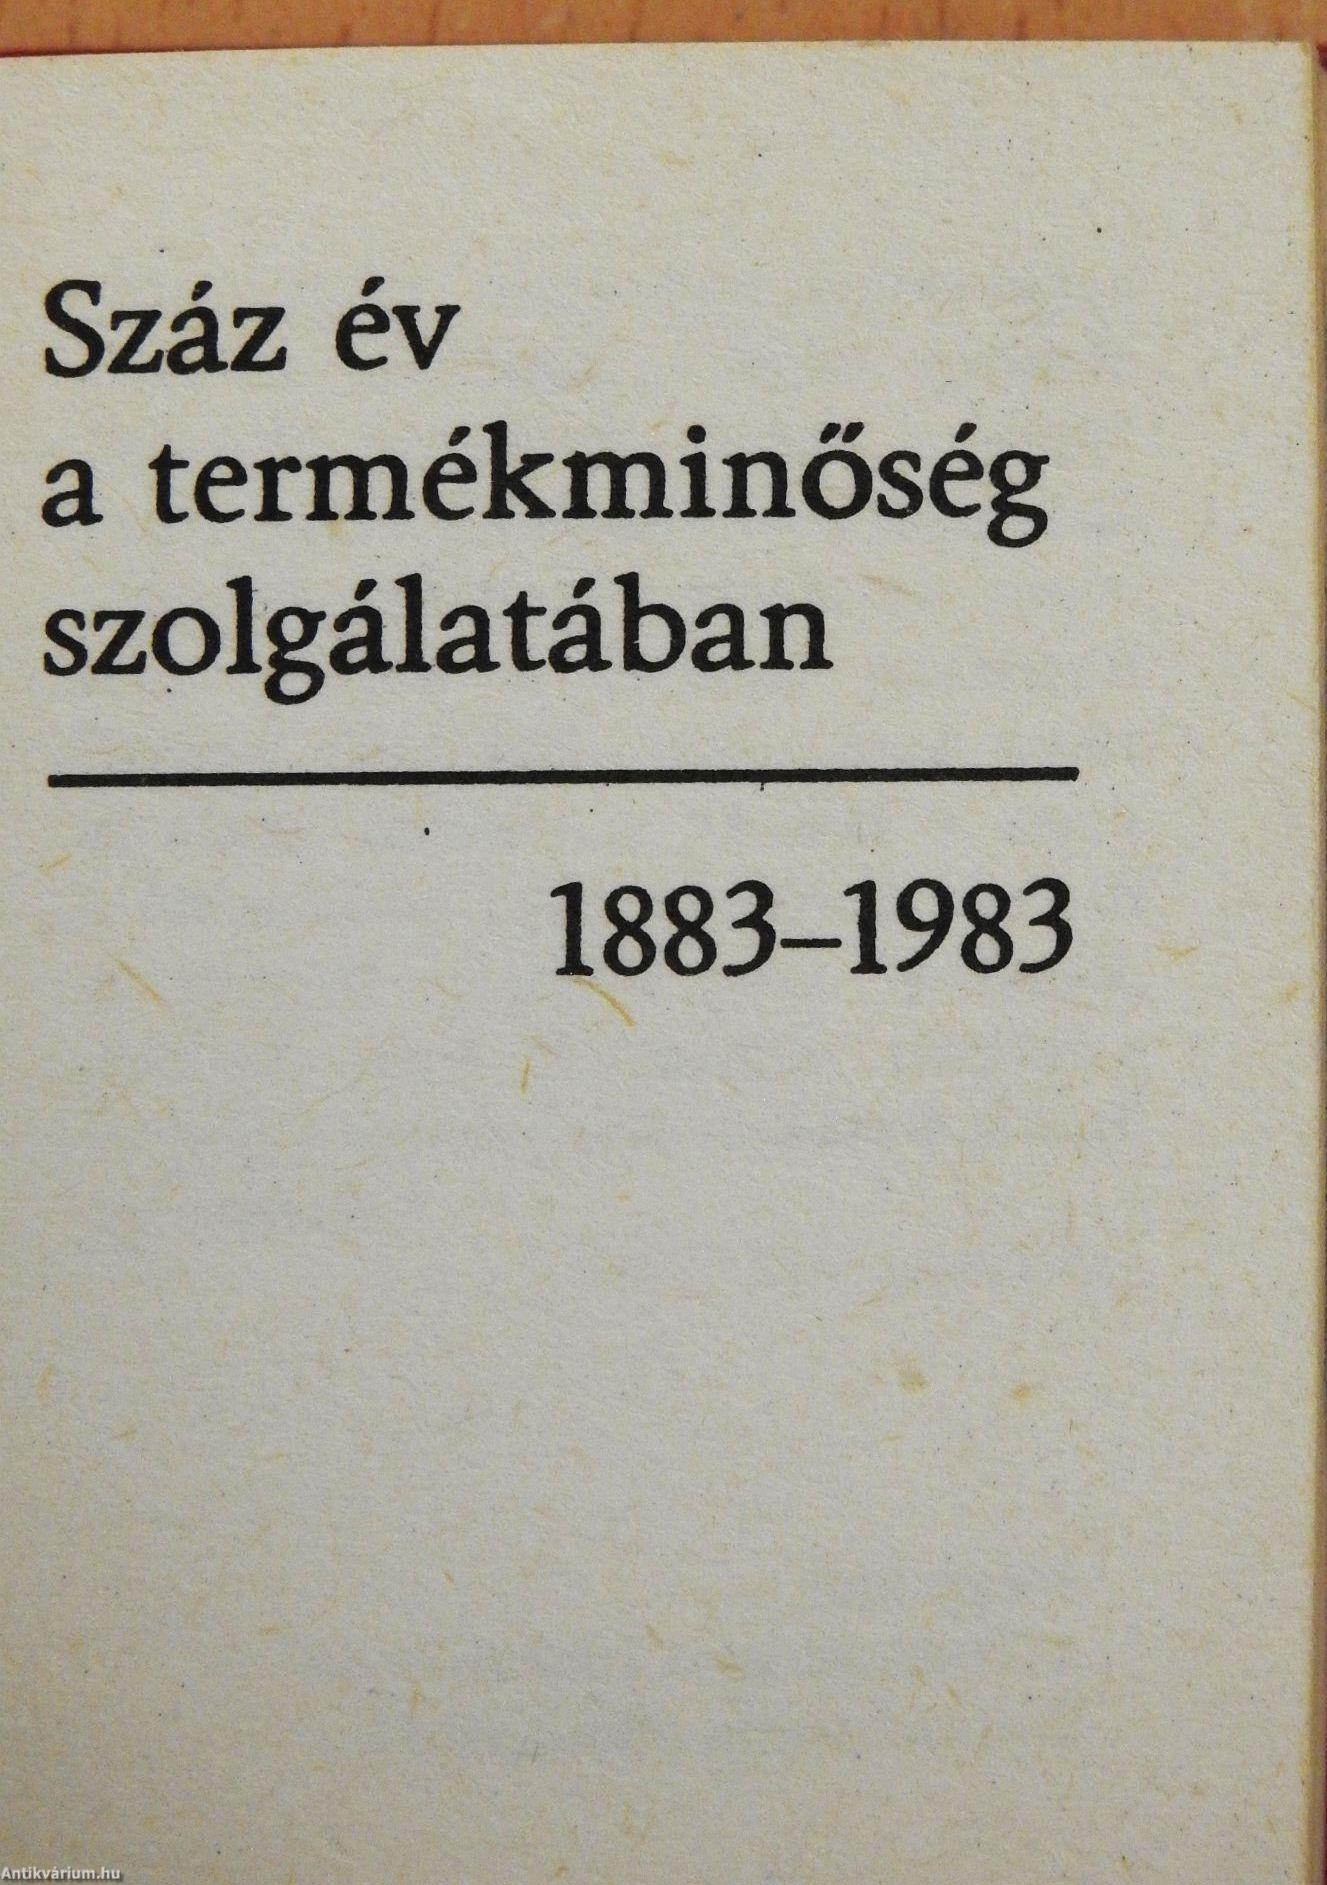 Száz év
a termékminőség
szolgálatában
1883–1983
Antikvárium.hu